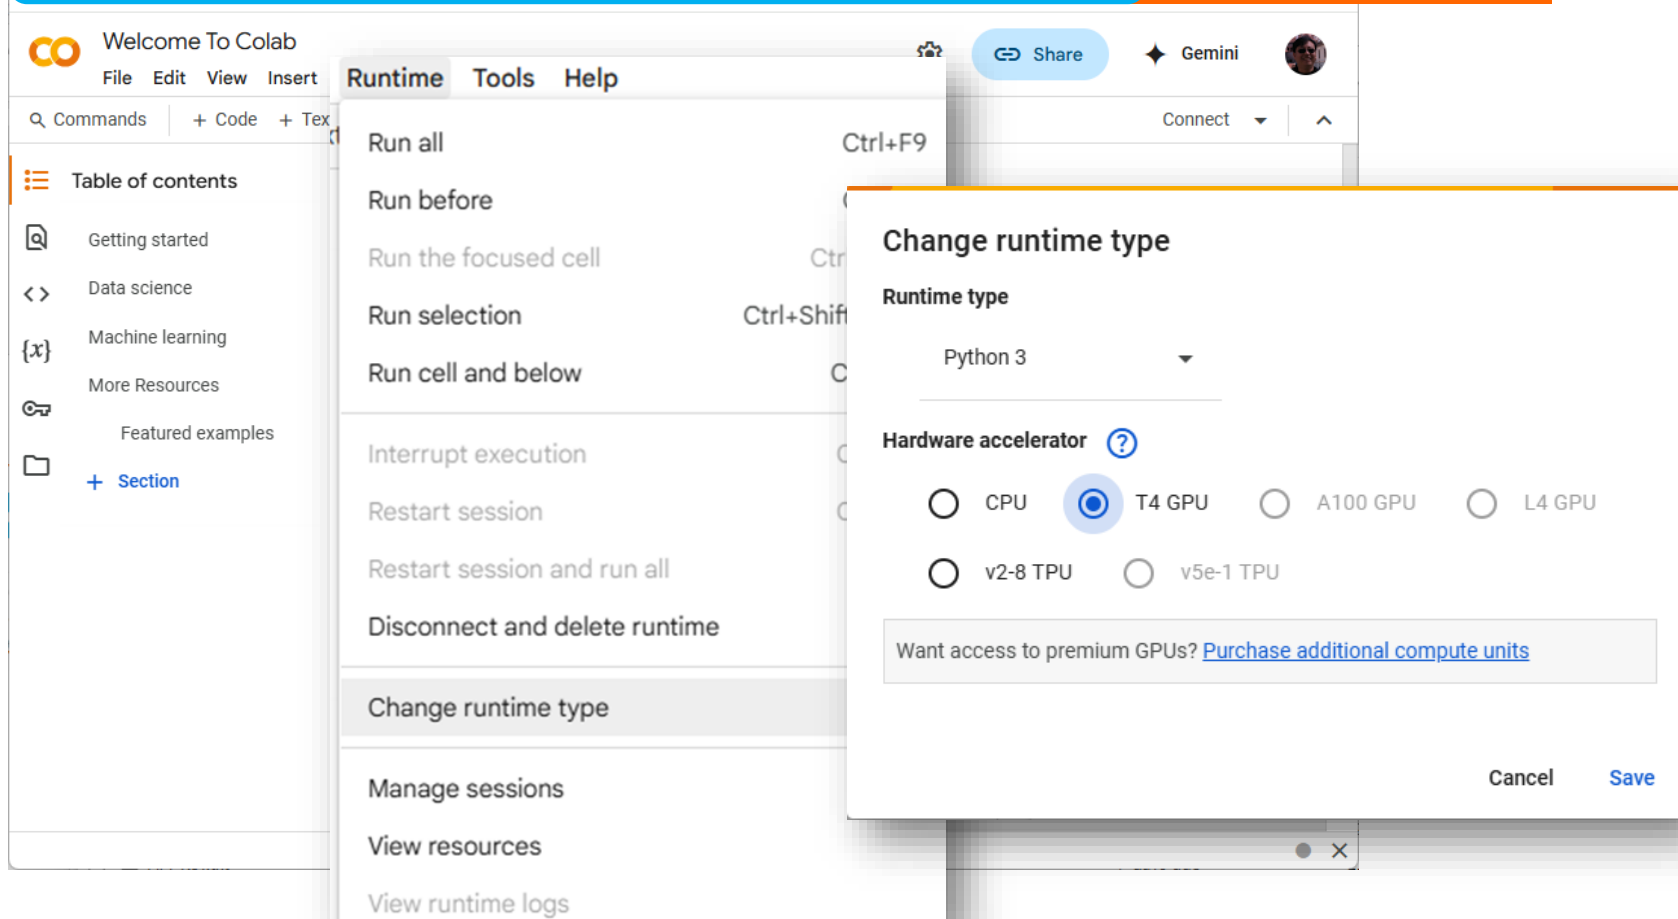 Welcome To Colab
File Edit View Insert Runtime Tools Help
Share
Gemini
Commands + Code + Tex
Connect
Table of contents
Getting started
Data science
{x} Machine learning
More Resources
Featured examples
+ Section
Run all Ctrl+F9
Run before
Run the focused cell Ctr
Run selection Ctrl+Shift
Run cell and below C
Interrupt execution
Restart session
Restart session and run all
Disconnect and delete runtime
Change runtime type
Manage sessions
View resources
View runtime logs
Change runtime type
Runtime type
Python 3
Hardware accelerator ?
CPU T4 GPU A100 GPU L4 GPU
v2-8 TPU v5e-1 TPU
Want access to premium GPUs? Purchase additional compute units
Cancel Save